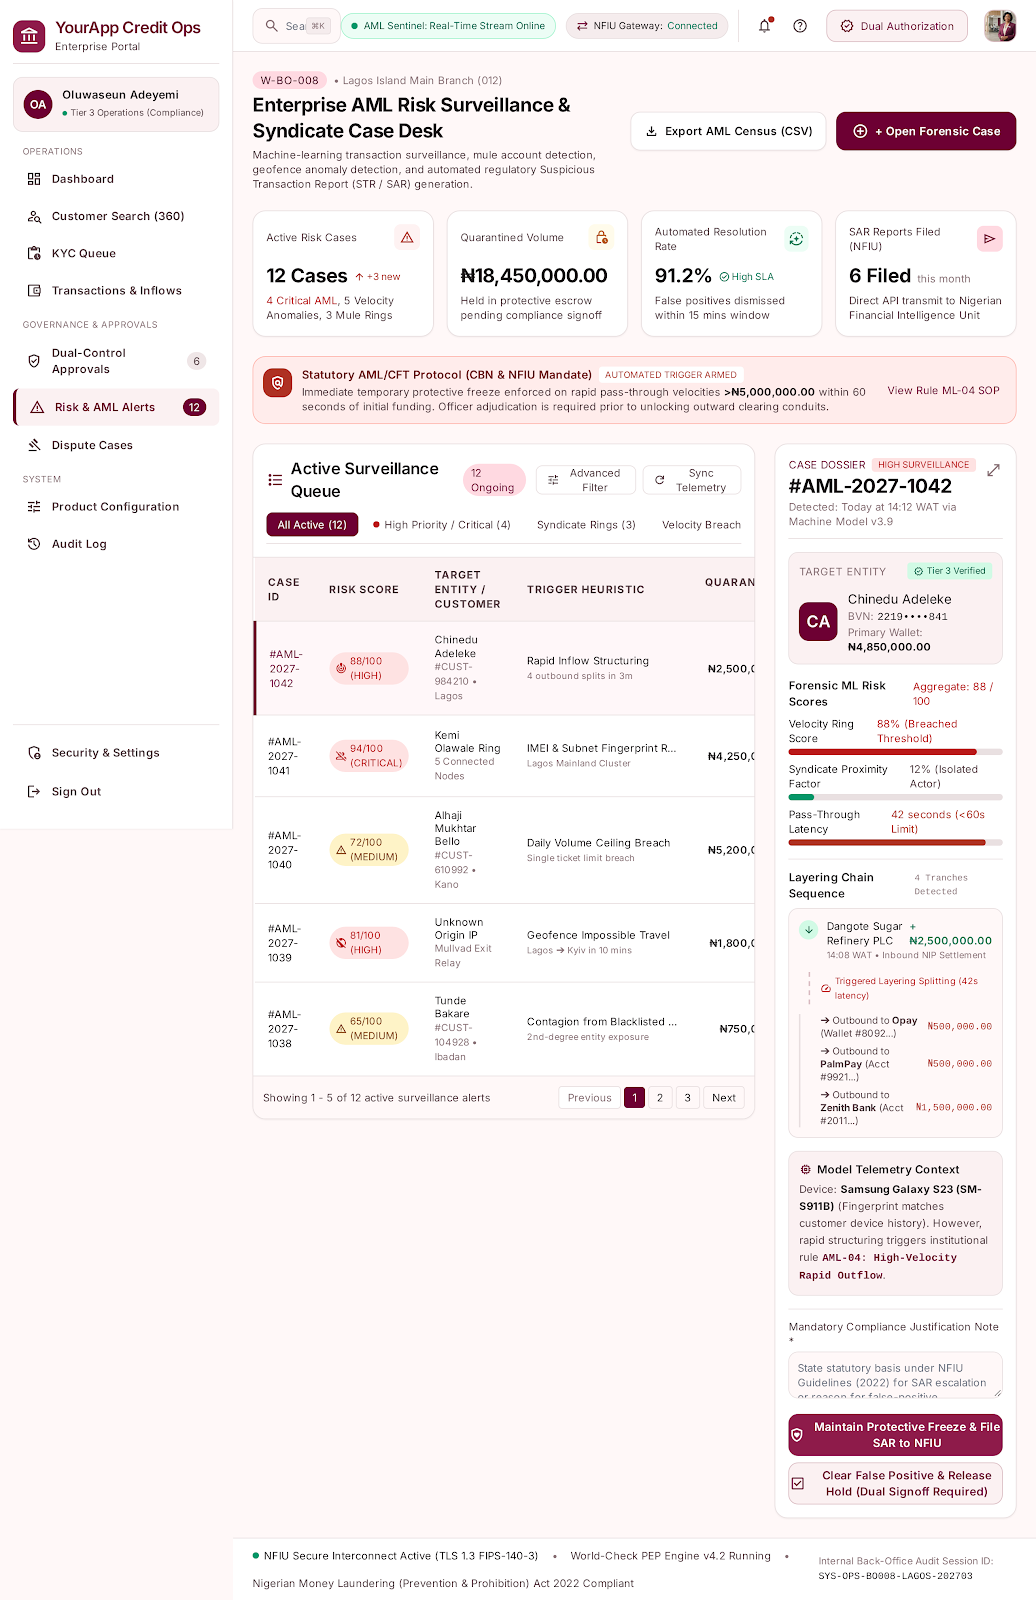 YourApp Credit Ops
Enterprise Portal
OA
Oluwaseun Adeyemi
Tier 3 Operations (Compliance)
OPERATIONS
Dashboard
Customer Search (360)
KYC Queue
Transactions & Inflows
GOVERNANCE & APPROVALS
Dual-Control
Approvals
6
Risk & AML Alerts
12
Dispute Cases
SYSTEM
Product Configuration
Audit Log
Security & Settings
Sign Out
⌘K
AML Sentinel: Real-Time Stream Online
NFIU Gateway: Connected
Dual Authorization
W-BO-008 • Lagos Island Main Branch (012)
Enterprise AML Risk Surveillance &
Syndicate Case Desk
Machine-learning transaction surveillance, mule account detection,
geofence anomaly detection, and automated regulatory Suspicious
Transaction Report (STR / SAR) generation.
Export AML Census (CSV)
+ Open Forensic Case
Active Risk Cases
12 Cases ↑ +3 new
4 Critical AML, 5 Velocity
Anomalies, 3 Mule Rings
Quarantined Volume
₦18,450,000.00
Held in protective escrow
pending compliance signoff
Automated Resolution
Rate
91.2% High SLA
False positives dismissed
within 15 mins window
SAR Reports Filed
(NFIU)
6 Filed this month
Direct API transmit to Nigerian
Financial Intelligence Unit
Statutory AML/CFT Protocol (CBN & NFIU Mandate) AUTOMATED TRIGGER ARMED
Immediate temporary protective freeze enforced on rapid pass-through velocities >₦5,000,000.00 within 60
seconds of initial funding. Officer adjudication is required prior to unlocking outward clearing conduits.
View Rule ML-04 SOP
Active Surveillance
Queue
12
Ongoing
Advanced
Filter
Sync
Telemetry
All Active (12)
High Priority / Critical (4)
Syndicate Rings (3)
Velocity Breach
CASE
ID
RISK SCORE
TARGET
ENTITY /
CUSTOMER
TRIGGER HEURISTIC
QUARAN
#AML-
2027-
1042
88/100
(HIGH)
Chinedu
Adeleke
#CUST-
984210 •
Lagos
Rapid Inflow Structuring
4 outbound splits in 3m
₦2,500,0
#AML-
2027-
1041
94/100
(CRITICAL)
Kemi
Olawale Ring
5 Connected
Nodes
IMEI & Subnet Fingerprint R...
Lagos Mainland Cluster
₦4,250,0
#AML-
2027-
1040
72/100
(MEDIUM)
Alhaji
Mukhtar
Bello
#CUST-
610992 •
Kano
Daily Volume Ceiling Breach
Single ticket limit breach
₦5,200,0
#AML-
2027-
1039
81/100
(HIGH)
Unknown
Origin IP
Mullvad Exit
Relay
Geofence Impossible Travel
Lagos → Kyiv in 10 mins
₦1,800,0
#AML-
2027-
1038
65/100
(MEDIUM)
Tunde
Bakare
#CUST-
104928 •
Ibadan
Contagion from Blacklisted ...
2nd-degree entity exposure
₦750,0
Showing 1 - 5 of 12 active surveillance alerts
Previous 1 2 3 Next
CASE DOSSIER HIGH SURVEILLANCE
#AML-2027-1042
Detected: Today at 14:12 WAT via
Machine Model v3.9
TARGET ENTITY
Tier 3 Verified
CA
Chinedu Adeleke
BVN: 2219••••841
Primary Wallet:
₦4,850,000.00
Forensic ML Risk
Scores
Aggregate: 88 /
100
Velocity Ring
Score
88% (Breached
Threshold)
Syndicate Proximity
Factor
12% (Isolated
Actor)
Pass-Through
Latency
42 seconds (<60s
Limit)
Layering Chain
Sequence
4 Tranches
Detected
Dangote Sugar
Refinery PLC
+
₦2,500,000.00
14:08 WAT • Inbound NIP Settlement
Triggered Layering Splitting (42s
latency)
→ Outbound to Opay
(Wallet #8092...)
₦500,000.00
→ Outbound to
PalmPay (Acct
#9921...)
₦500,000.00
→ Outbound to
Zenith Bank (Acct
#2011...)
₦1,500,000.00
Model Telemetry Context
Device: Samsung Galaxy S23 (SM-
S911B) (Fingerprint matches
customer device history). However,
rapid structuring triggers institutional
rule AML-04: High-Velocity
Rapid Outflow.
Mandatory Compliance Justification Note
*
State statutory basis under NFIU
Guidelines (2022) for SAR escalation
or reason for false-positive
Maintain Protective Freeze & File
SAR to NFIU
Clear False Positive & Release
Hold (Dual Signoff Required)
NFIU Secure Interconnect Active (TLS 1.3 FIPS-140-3) • World-Check PEP Engine v4.2 Running •
Nigerian Money Laundering (Prevention & Prohibition) Act 2022 Compliant
Internal Back-Office Audit Session ID:
SYS-OPS-BO008-LAGOS-202703